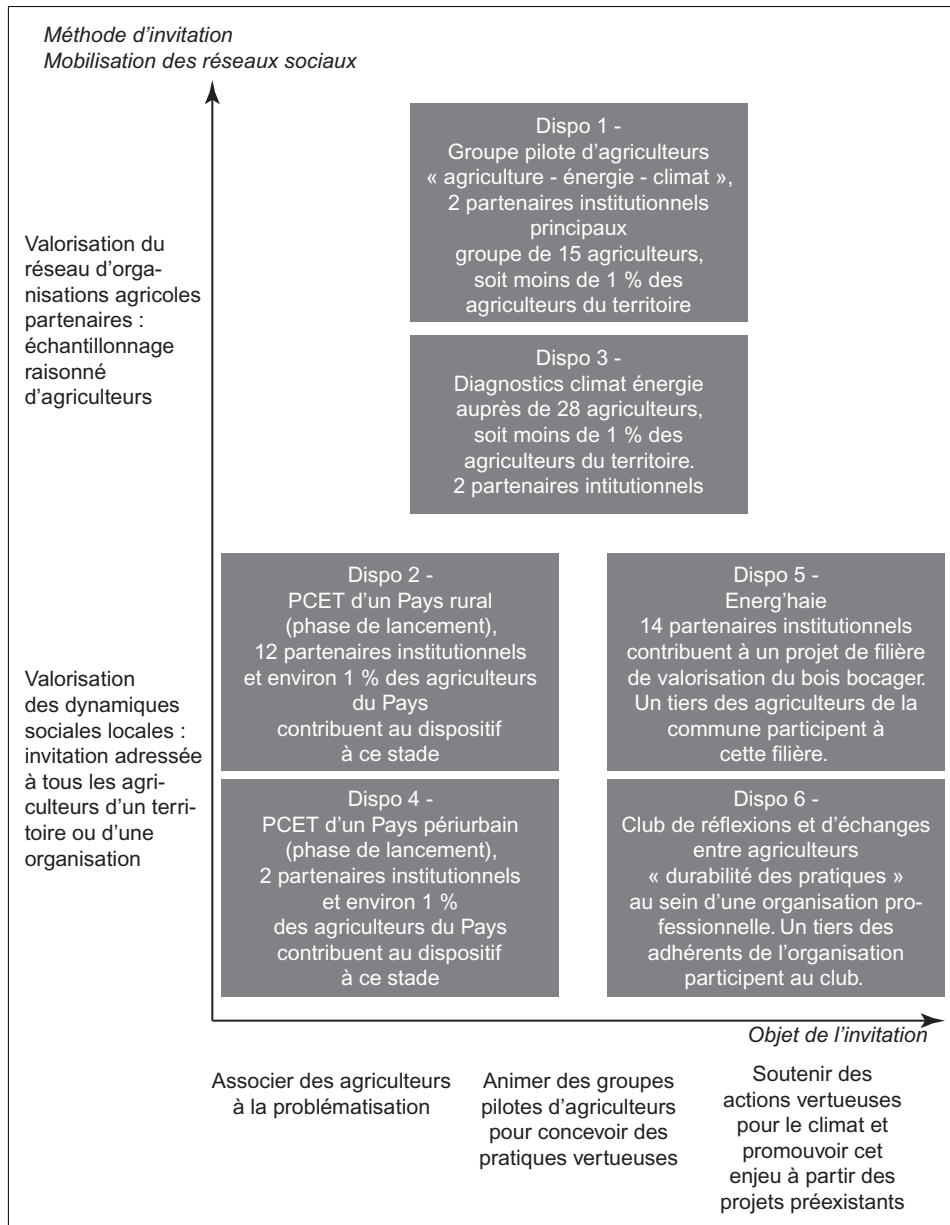 Méthode d’invitation
Mobilisation des réseaux sociaux
Dispo 1 -
Groupe pilote d’agriculteurs
« agriculture - énergie - climat »,
2 partenaires institutionnels
principaux
groupe de 15 agriculteurs,
soit moins de 1 % des
agriculteurs du territoire
Valorisation du
réseau d’orga-
nisations agricoles
partenaires :
échantillonnage
raisonné
d’agriculteurs
Dispo 3 -
Diagnostics climat énergie
auprès de 28 agriculteurs,
soit moins de 1 % des
agriculteurs du territoire.
2 partenaires intitutionnels
Valorisation
des dynamiques
sociales locales :
invitation adressée
à tous les agri-
culteurs d’un terri-
toire ou d’une
organisation
Dispo 2 -
PCET d’un Pays rural
(phase de lancement),
12 partenaires institutionnels
et environ 1 % des agriculteurs
du Pays
contribuent au dispositif
à ce stade
Dispo 5 -
Energ’haie
14 partenaires institutionnels
contribuent à un projet de filière
de valorisation du bois bocager.
Un tiers des agriculteurs de la
commune participent à
cette filière.
Dispo 4 -
PCET d’un Pays périurbain
(phase de lancement),
2 partenaires institutionnels
et environ 1 %
des agriculteurs du Pays
contribuent au dispositif
à ce stade
Dispo 6 -
Club de réflexions et d’échanges
entre agriculteurs
« durabilité des pratiques »
au sein d’une organisation pro-
fessionnelle. Un tiers des
adhérents de l’organisation
participent au club.
Objet de l’invitation
Associer des agriculteurs
à la problématisation
Animer des groupes
pilotes d’agriculteurs
pour concevoir des
pratiques vertueuses
Soutenir des
actions vertueuses
pour le climat et
promouvoir cet
enjeu à partir des
projets préexistants